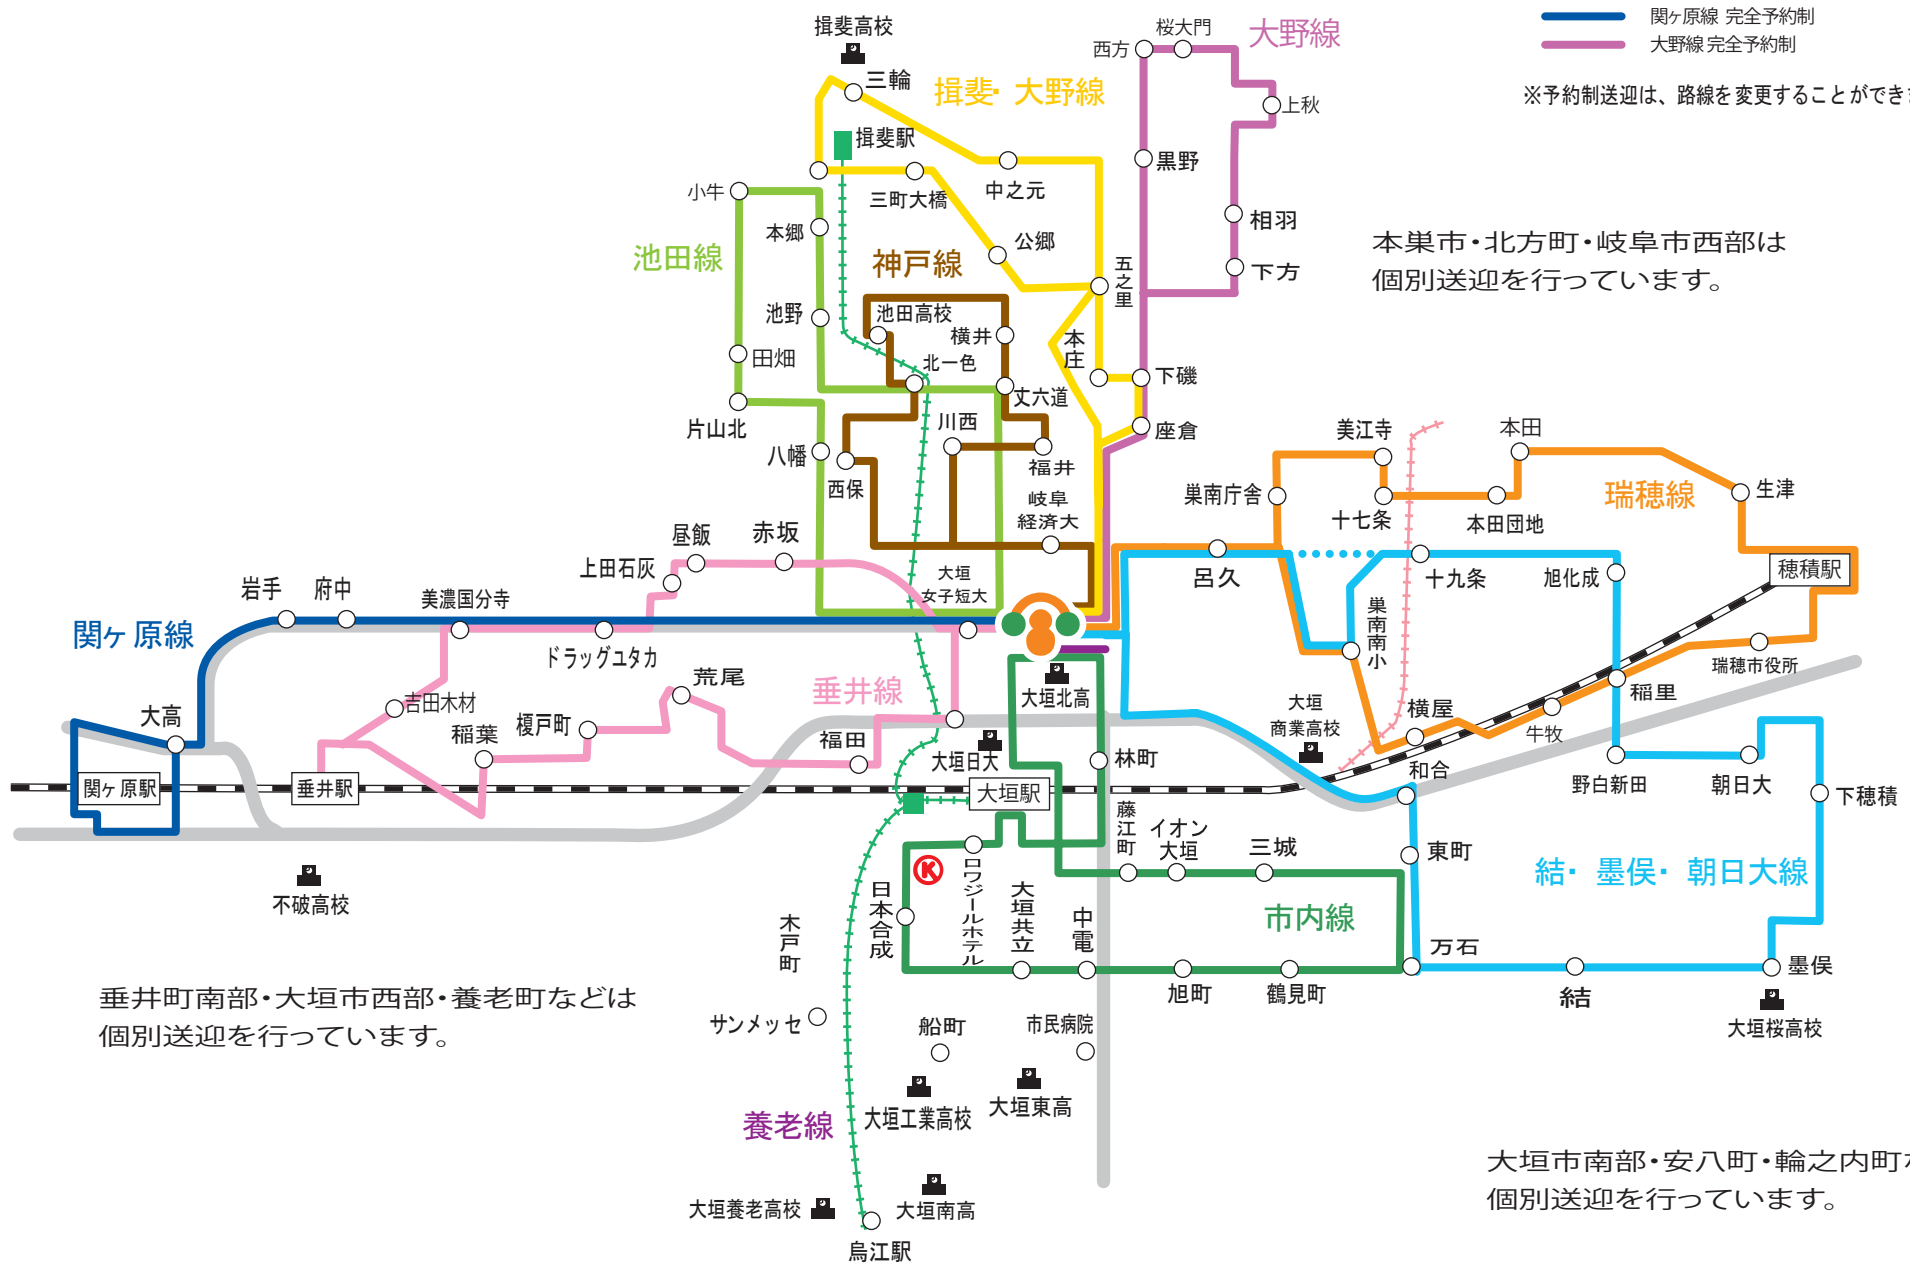 関ヶ原線 完全予約制
大野線 完全予約制
※予約制送迎は、路線を変更することができ
揖斐高校
三輪
揖斐・大野線
西方
桜大門
大野線
上秋
揖斐駅
黒野
小牛
三町大橋
中之元
相羽
本郷
公郷
池田線
神戸線
五之里
下方
本巣市・北方町・岐阜市西部は
個別送迎を行っています。
池野
池田高校
横井
本庄
田畑
北一色
下磯
丈六道
片山北
川西
座倉
八幡
西保
福井
美江寺
本田
巣南庁舎
瑞穂線
生津
岐阜
経済大
十七条
本田団地
昼飯
赤坂
上田石灰
大垣
女子短大
呂久
十九条
旭化成
穂積駅
岩手
府中
美濃国分寺
巣南南小
関ヶ原線
ドラッグユタカ
瑞穂市役所
荒尾
垂井線
大垣北高
稲里
吉田木材
大高
榎戸町
稲葉
福田
大垣日大
林町
大垣
商業高校
横屋
牛牧
和合
野白新田
朝日大
下穂積
関ヶ原駅
垂井駅
大垣駅
藤江町
イオン
大垣
三城
東町
結・墨俣・朝日大線
K
不破高校
日本合成
ロワジールホテル
大垣共立
中電
市内線
木戸町
万石
墨俣
旭町
鶴見町
結
垂井町南部・大垣市西部・養老町などは
個別送迎を行っています。
サンメッセ
船町
市民病院
大垣桜高校
養老線
大垣工業高校
大垣東高
大垣市南部・安八町・輪之内町
個別送迎を行っています。
大垣養老高校
大垣南高
烏江駅